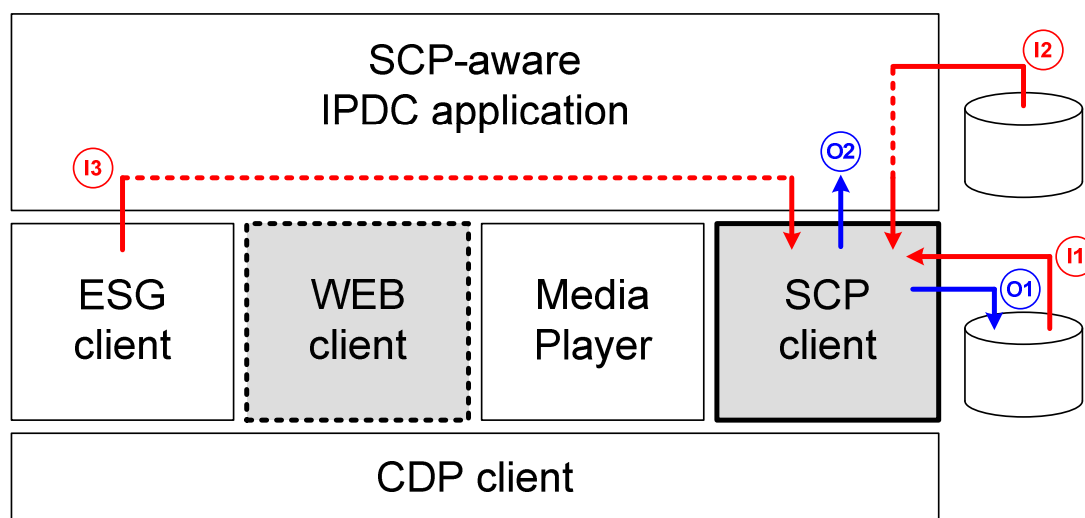 SCP-aware
IPDC application
I2
O2
I3
I1
O1
ESG
client
WEB
client
Media
Player
SCP
client
CDP client